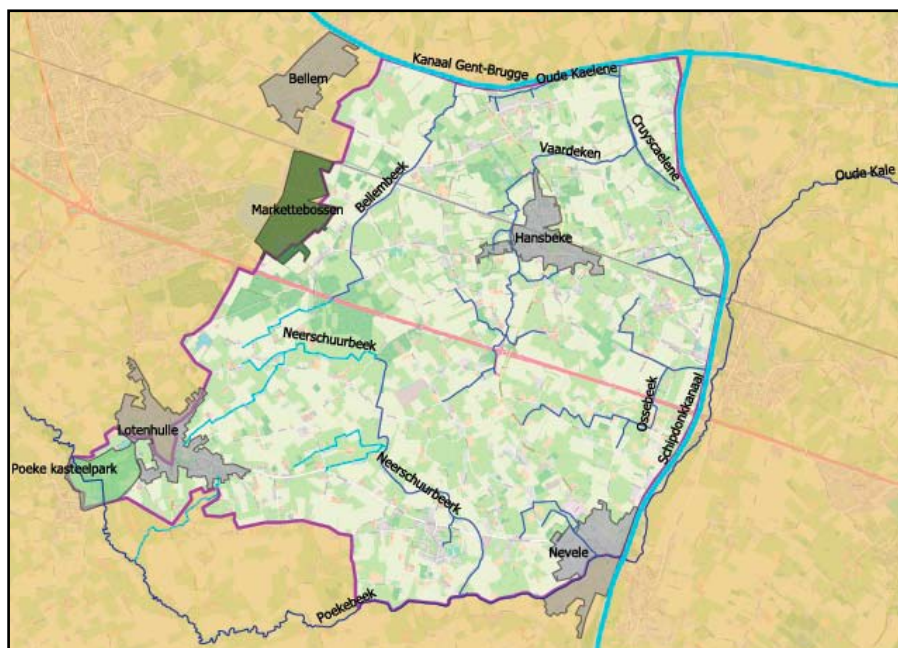 Kanaal Gent-Brugge
Oude Kaelene
Bellem
Cruyscaelene
Vaardeken
Oude Kale
Bellembeek
Markettebossen
Hansbeke
Neerschuurbeek
Ossebeek
Schipdonkkanaal
Lotenhulle
Poeke kasteelpark
Neerschuurbeerk
Nevele
Poekebeek